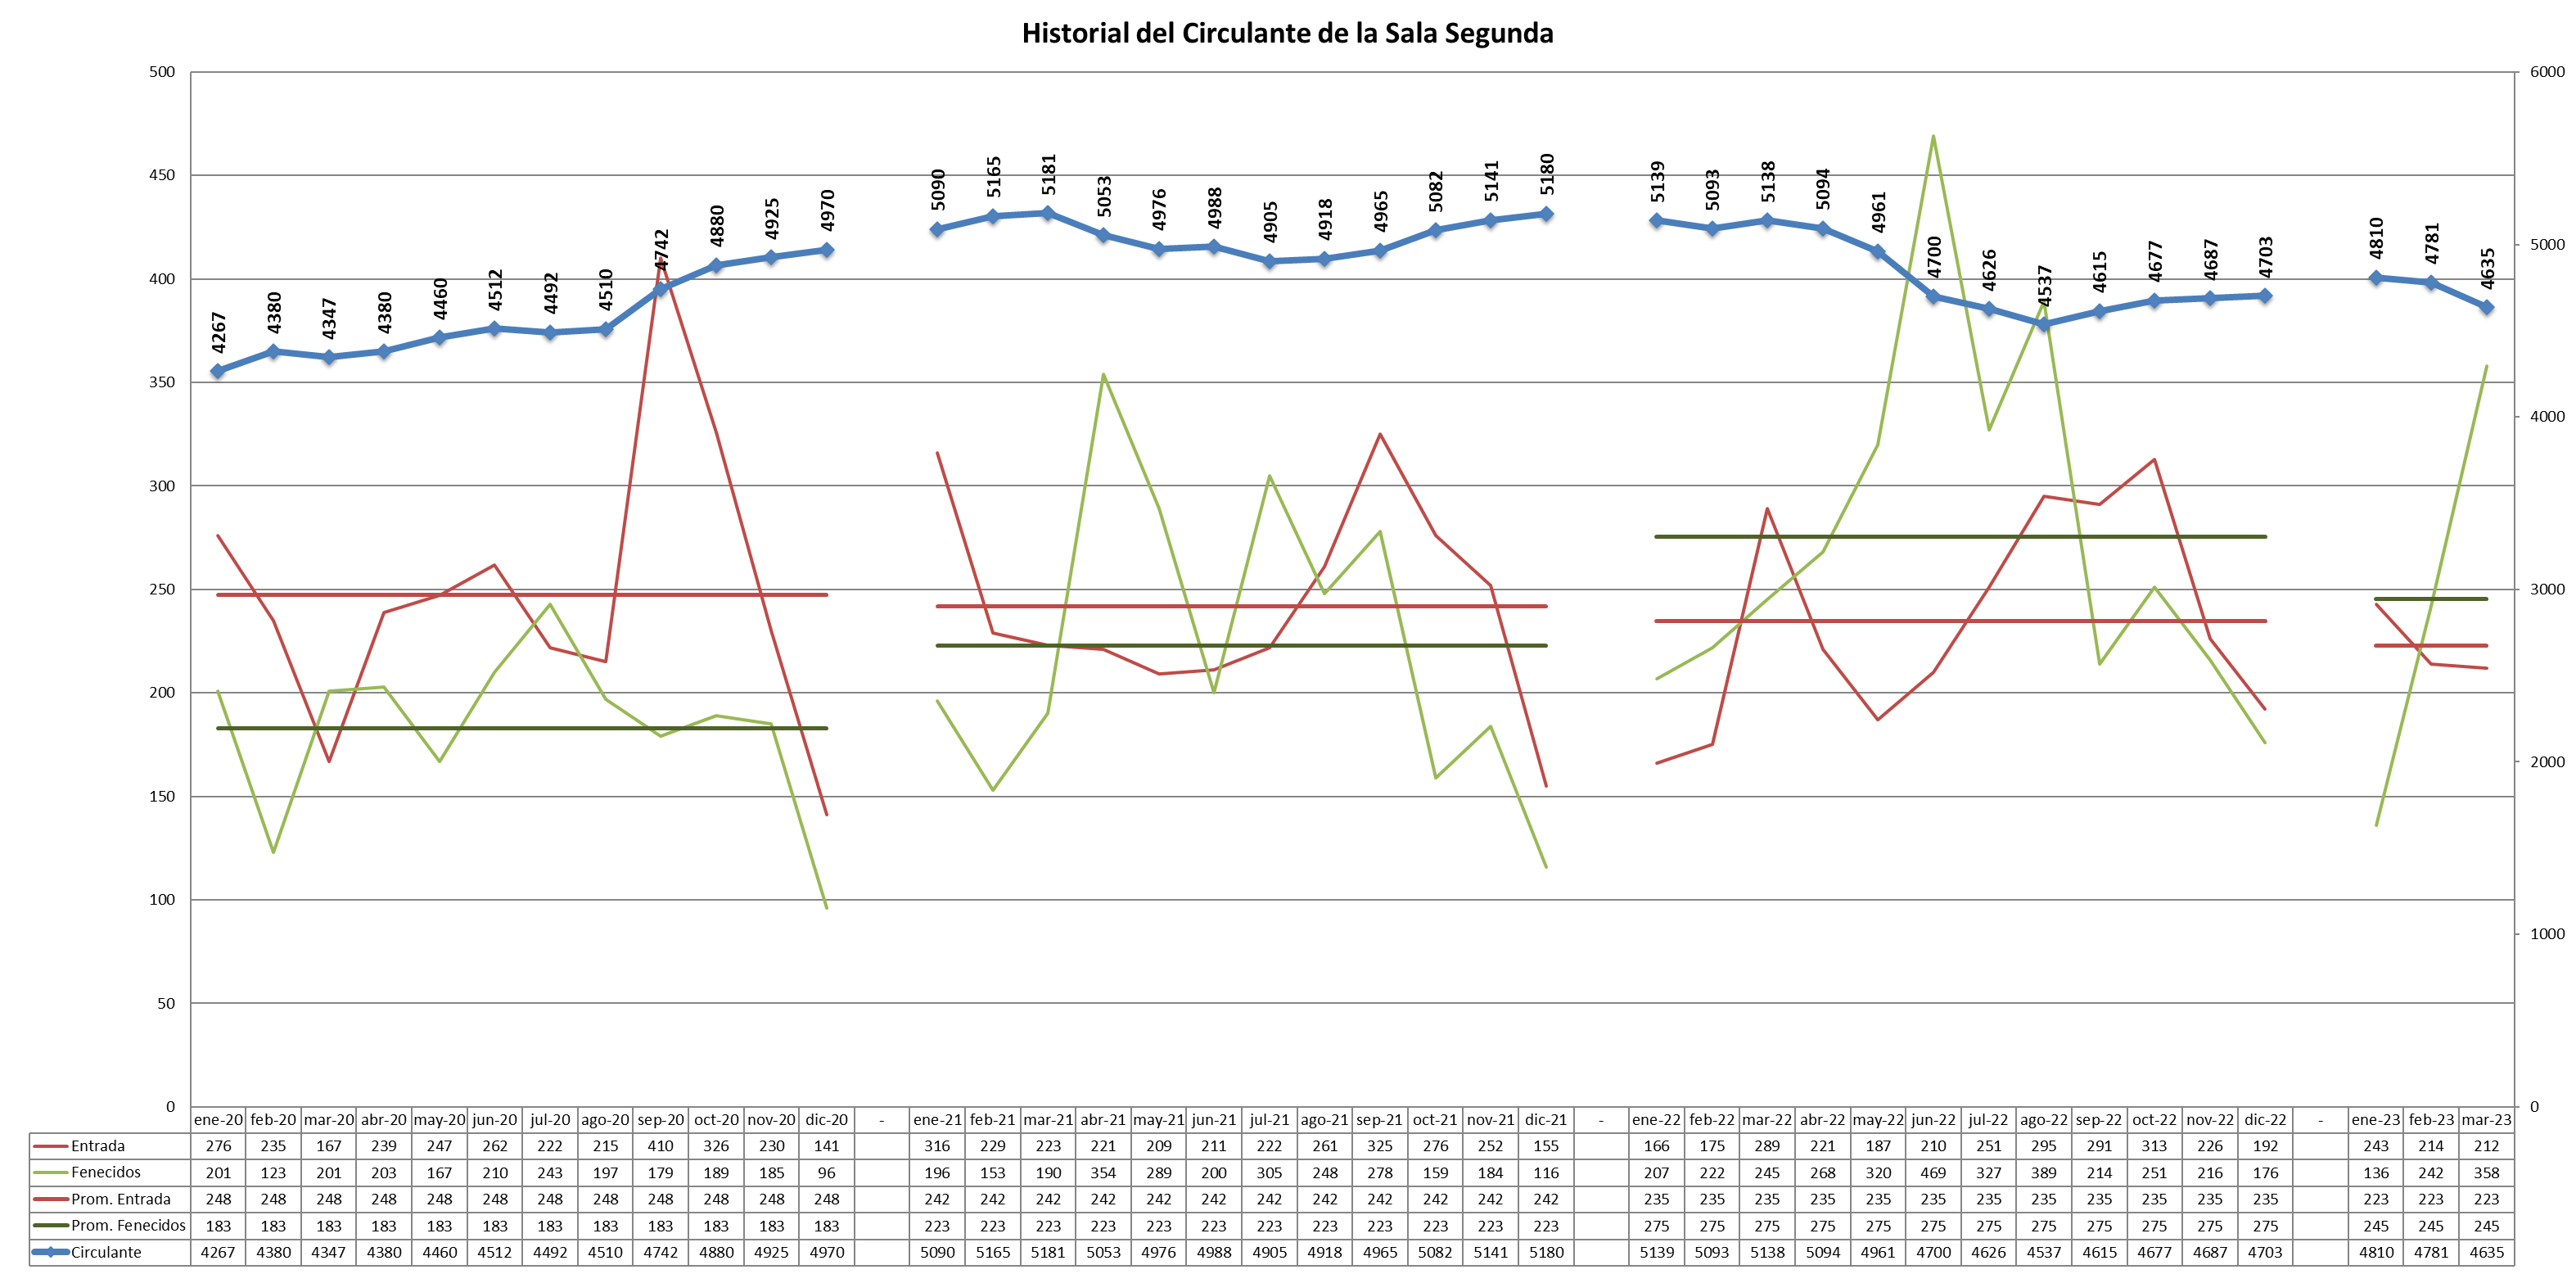 Historial del Circulante de la Sala Segunda
500 6000
450
400 5000
350 4000
300
250 3000
200
150 2000
100 1000
50
0 0
4267 4380 4347 4380 4460 4512 4492 4510 4742 4880 4925 4970 5090 5165 5181 5053 4976 4988 4905 4918 4965 5082 5141 5180 5139 5093 5138 5094 4961 4700 4626 4537 4615 4677 4687 4703 4810 4781 4635
ene-20 feb-20 mar-20 abr-20 may-20 jun-20 jul-20 ago-20 sep-20 oct-20 nov-20 dic-20 - ene-21 feb-21 mar-21 abr-21 may-21 jun-21 jul-21 ago-21 sep-21 oct-21 nov-21 dic-21 - ene-22 feb-22 mar-22 abr-22 may-22 jun-22 jul-22 ago-22 sep-22 oct-22 nov-22 dic-22 - ene-23 feb-23 mar-23
Entrada 276 235 167 239 247 262 222 215 410 326 230 141 316 229 223 221 209 211 222 261 325 276 252 155 166 175 289 221 187 210 251 295 291 313 226 192 243 214 212
Fenecidos 201 123 201 203 167 210 243 197 179 189 185 96 196 153 190 354 289 200 305 248 278 159 184 116 207 222 245 268 320 469 327 389 214 251 216 176 136 242 358
Prom. Entrada 248 248 248 248 248 248 248 248 248 248 248 248 242 242 242 242 242 242 242 242 242 242 242 242 235 235 235 235 235 235 235 235 235 235 235 235 223 223 223
Prom. Fenecidos 183 183 183 183 183 183 183 183 183 183 183 183 223 223 223 223 223 223 223 223 223 223 223 223 275 275 275 275 275 275 275 275 275 275 275 275 245 245 245
Circulante 4267 4380 4347 4380 4460 4512 4492 4510 4742 4880 4925 4970 5090 5165 5181 5053 4976 4988 4905 4918 4965 5082 5141 5180 5139 5093 5138 5094 4961 4700 4626 4537 4615 4677 4687 4703 4810 4781 4635